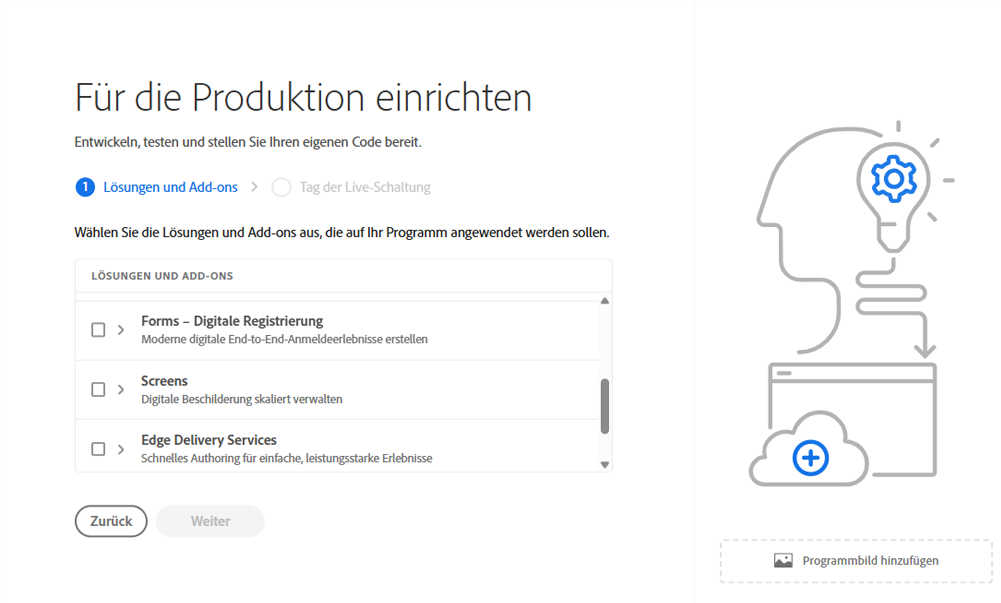 Für die Produktion einrichten
Entwickeln, testen und stellen Sie Ihren eigenen Code bereit.
1 Lösungen und Add-ons
Tag der Live-Schaltung
Wählen Sie die Lösungen und Add-ons aus, die auf Ihr Programm angewendet werden sollen.
LÖSUNGEN UND ADD-ONS
Forms – Digitale Registrierung
Moderne digitale End-to-End-Anmeldeerlebnisse erstellen
Screens
Digitale Beschilderung skaliert verwalten
Edge Delivery Services
Schnelles Authoring für einfache, leistungsstarke Erlebnisse
Zurück
Weiter
Programmbild hinzufügen